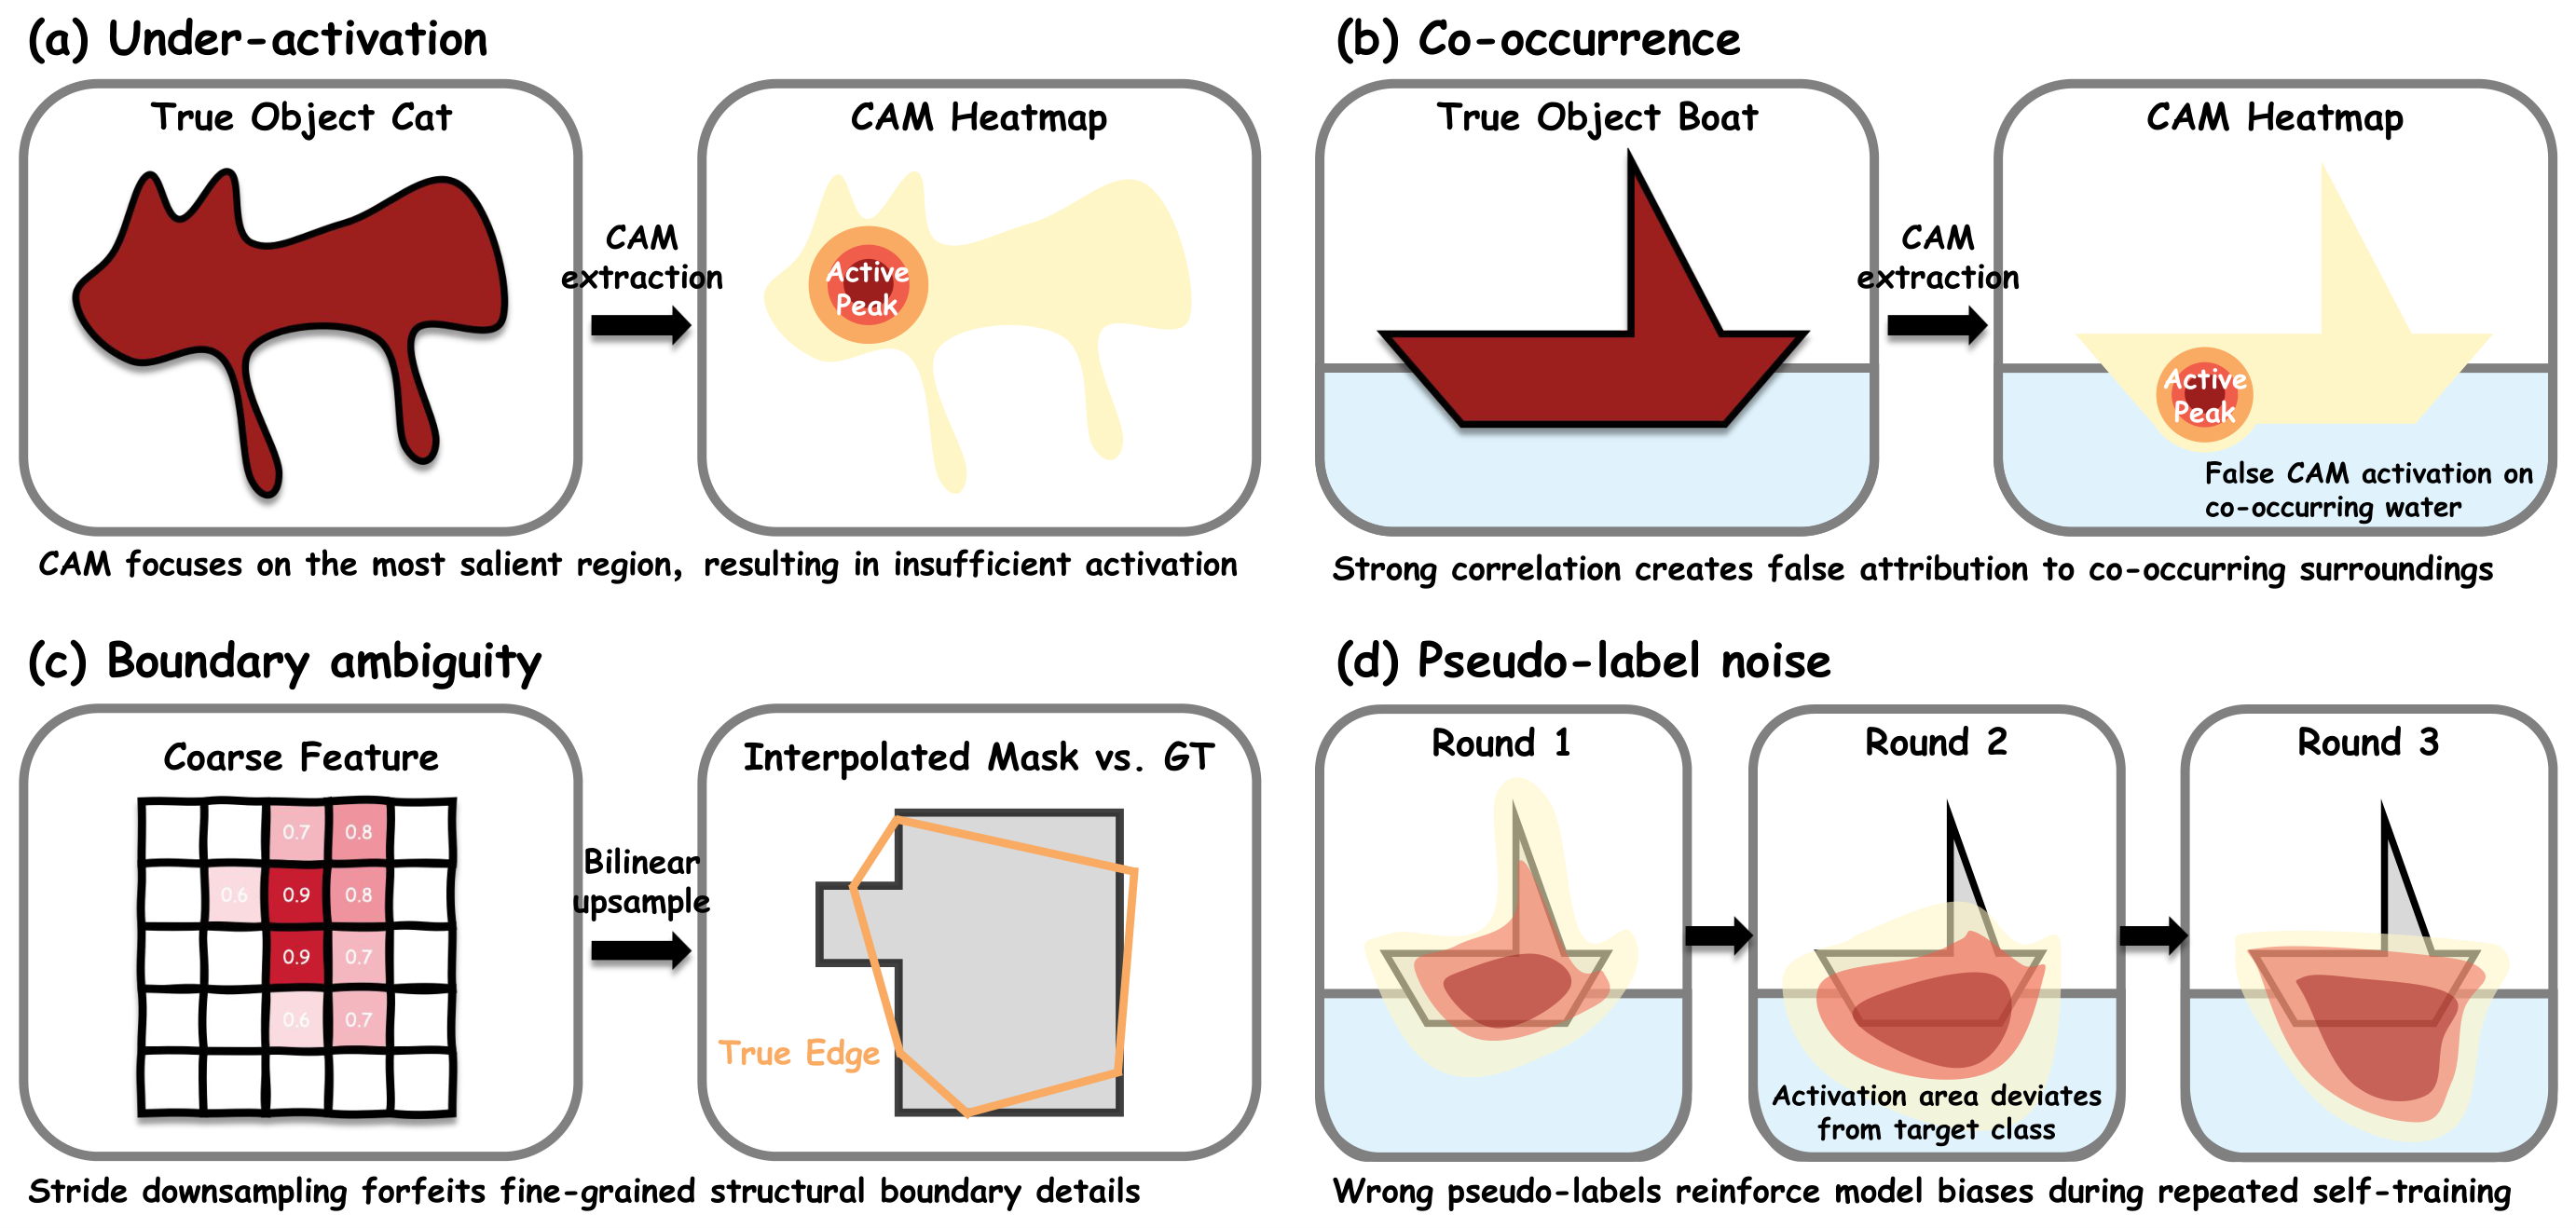 (a) Under-activation
True Object Cat
CAM
extraction
CAM Heatmap
Active
Peak
CAM focuses on the most salient region, resulting in insufficient activation
(b) Co-occurrence
True Object Boat
CAM
extraction
CAM Heatmap
Active
Peak
False CAM activation on
co-occurring water
Strong correlation creates false attribution to co-occurring surroundings
(c) Boundary ambiguity
Coarse Feature
0.7 0.8
0.6 0.9 0.8
0.9 0.7
0.6 0.7
Bilinear
upsample
Interpolated Mask vs. GT
True Edge
Stride downsampling forfeits fine-grained structural boundary details
(d) Pseudo-label noise
Round 1
Round 2
Activation area deviates
from target class
Round 3
Wrong pseudo-labels reinforce model biases during repeated self-training